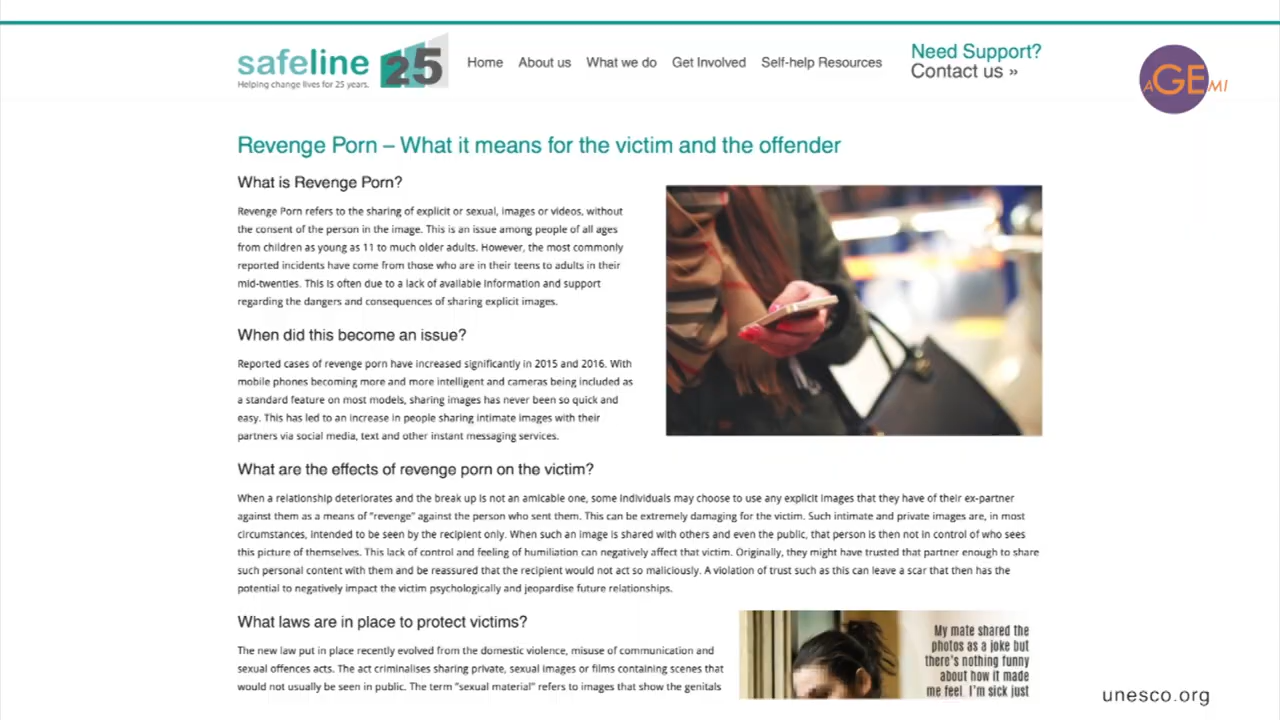 safeline 25
Helping change lives for 25 years.
Home About us What we do Get Involved Self-help Resources
Need Support?
Contact us »
AGEMI
Revenge Porn – What it means for the victim and the offender
What is Revenge Porn?
Revenge Porn refers to the sharing of explicit or sexual, images or videos, without
the consent of the person in the image. This is an issue among people of all ages
from children as young as 11 to much older adults. However, the most commonly
reported incidents have come from those who are in their teens to adults in their
mid-twenties. This is often due to a lack of available information and support
regarding the dangers and consequences of sharing explicit images.
When did this become an issue?
Reported cases of revenge porn have increased significantly in 2015 and 2016. With
mobile phones becoming more and more intelligent and cameras being included as
a standard feature on most models, sharing images has never been so quick and
easy. This has led to an increase in people sharing intimate images with their
partners via social media, text and other instant messaging services.
What are the effects of revenge porn on the victim?
When a relationship deteriorates and the break up is not an amicable one, some individuals may choose to use any explicit images that they have of their ex-partner
against them as a means of "revenge" against the person who sent them. This can be extremely damaging for the victim. Such intimate and private images are, in most
circumstances, intended to be seen by the recipient only. When such an image is shared with others and even the public, that person is then not in control of who sees
this picture of themselves. This lack of control and feeling of humiliation can negatively affect that victim. Originally, they might have trusted that partner enough to share
such personal content with them and be reassured that the recipient would not act so maliciously. A violation of trust such as this can leave a scar that then has the
potential to negatively impact the victim psychologically and jeopardise future relationships.
What laws are in place to protect victims?
The new law put in place recently evolved from the domestic violence, misuse of communication and
sexual offences acts. The act criminalises sharing private, sexual images or films containing scenes that
would not usually be seen in public. The term "sexual material" refers to images that show the genitals
My mate shared the
photos as a joke but
there's nothing funny
about how it made
me feel. I'm sick just
unesco.org